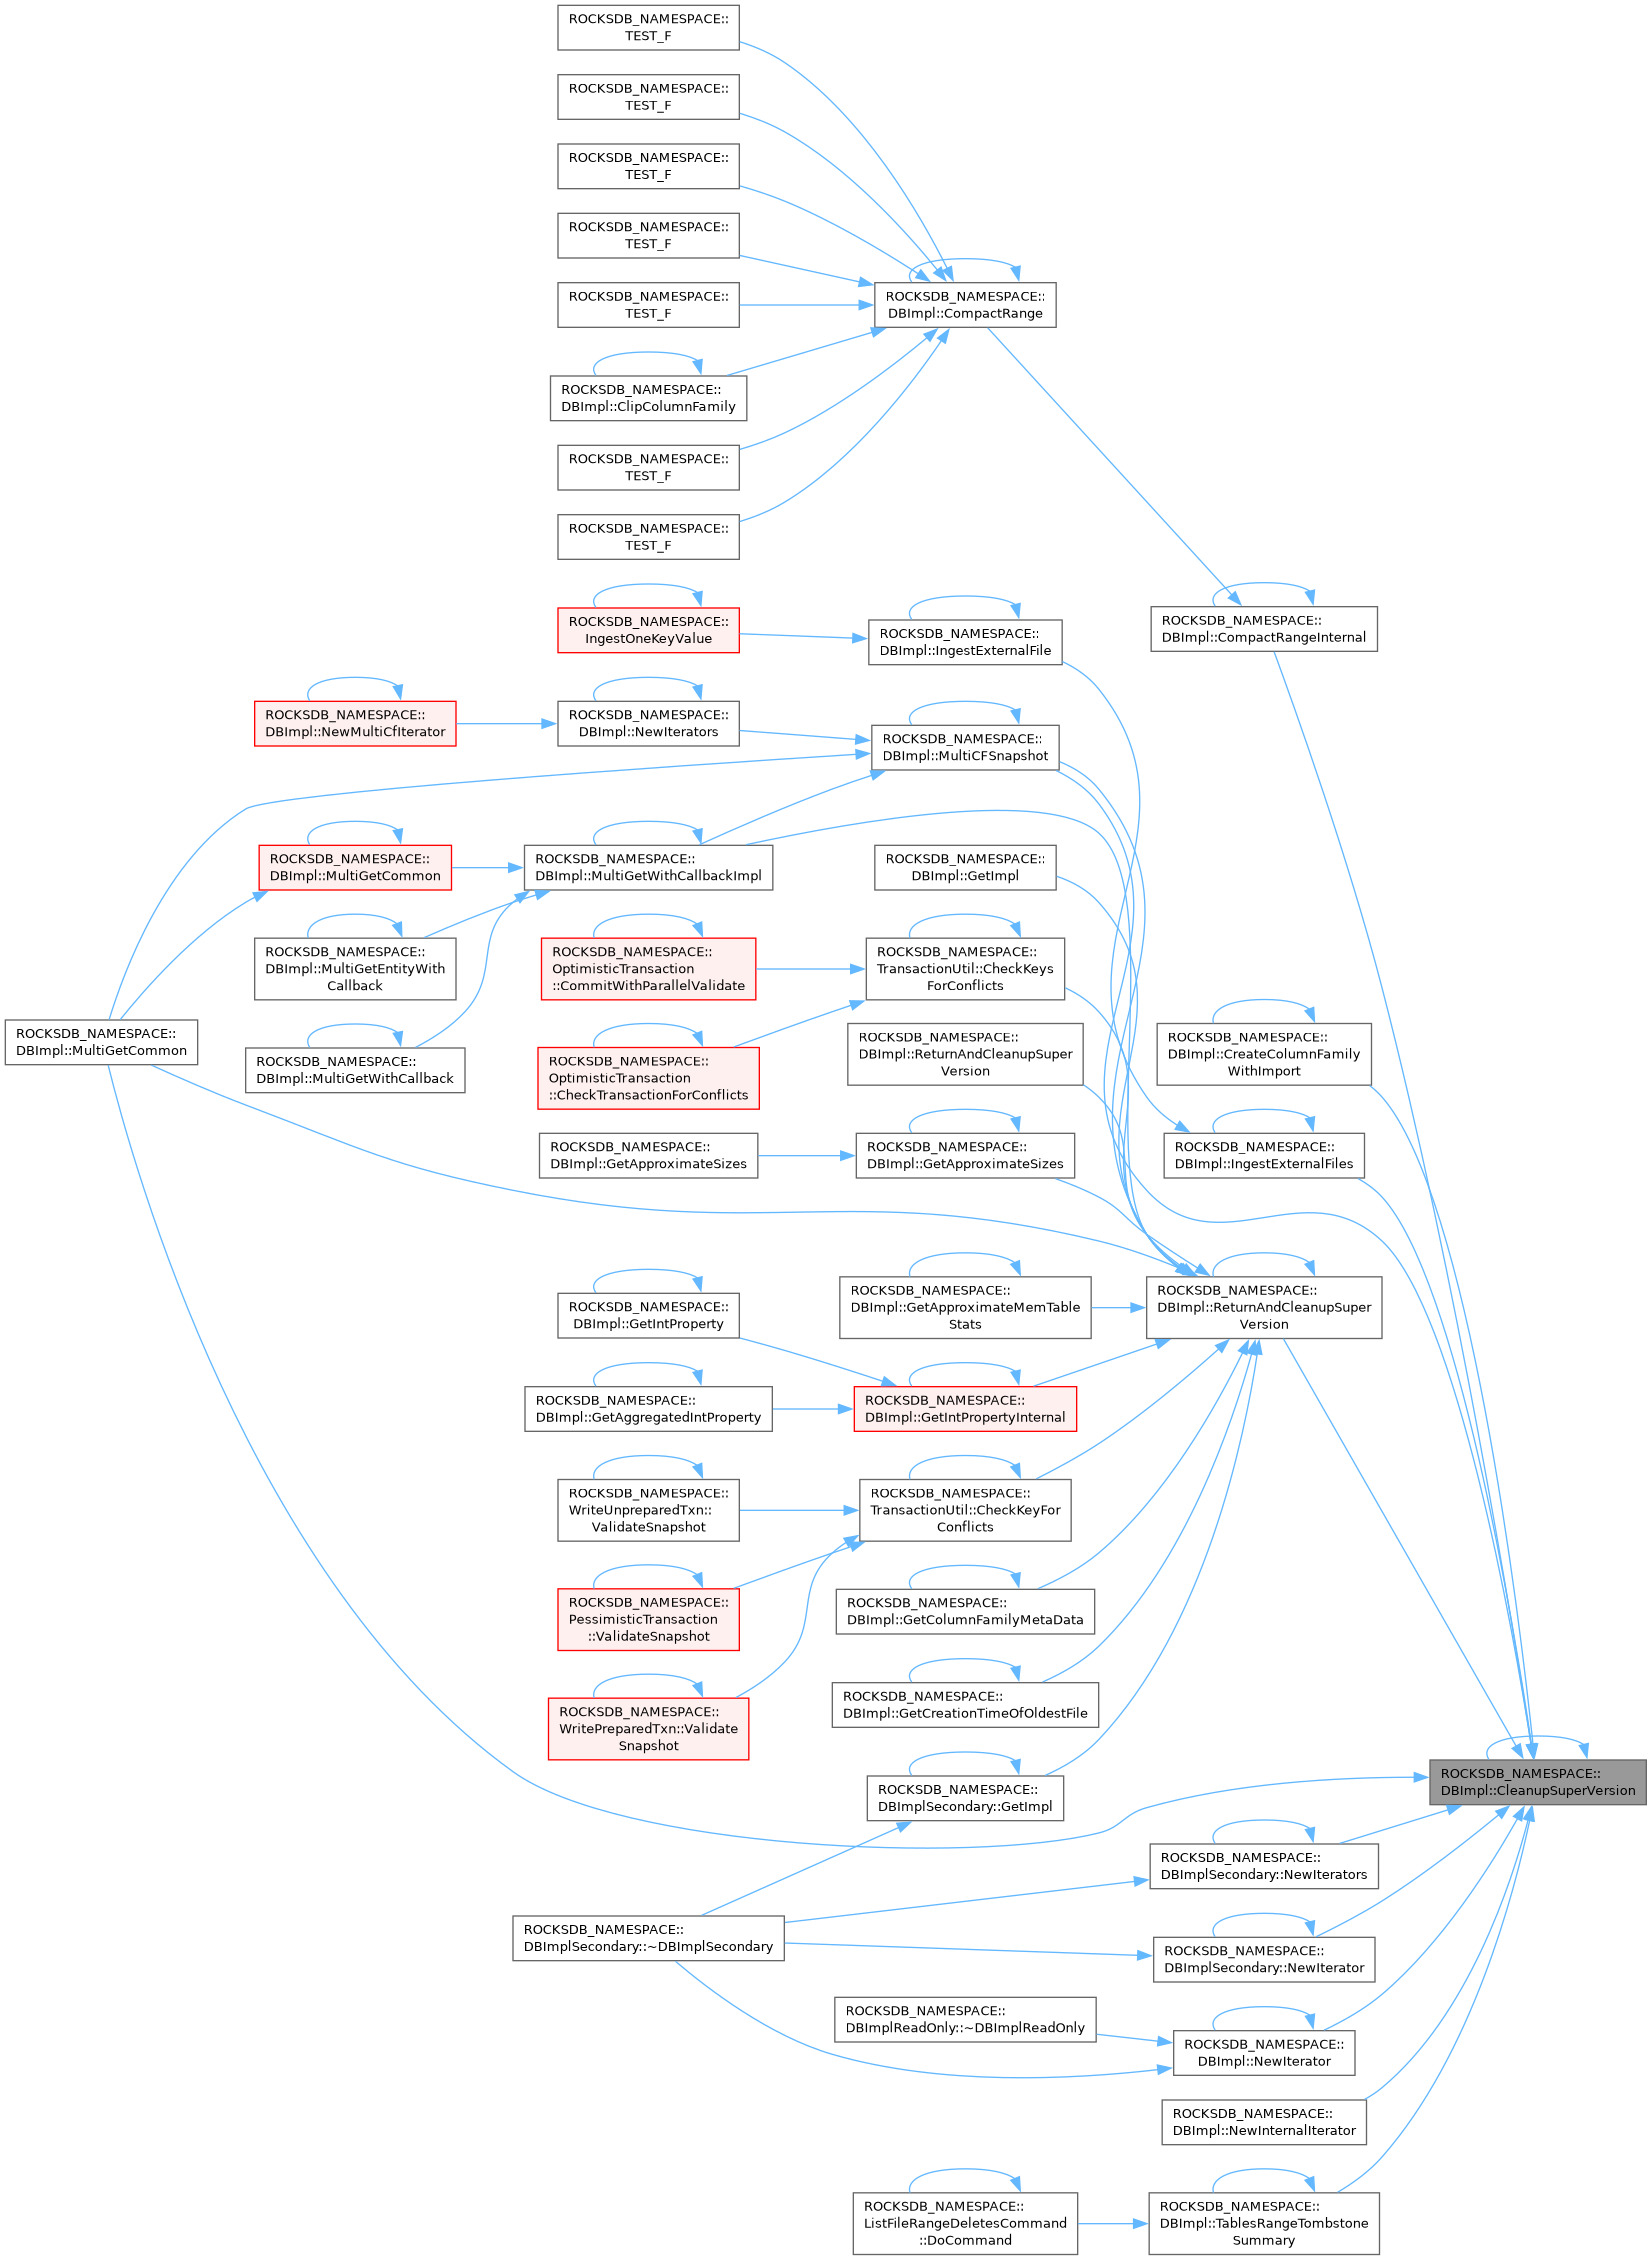 ROCKSDB_NAMESPACE::
TEST_F
ROCKSDB_NAMESPACE::
TEST_F
ROCKSDB_NAMESPACE::
TEST_F
ROCKSDB_NAMESPACE::
TEST_F
ROCKSDB_NAMESPACE::
TEST_F
ROCKSDB_NAMESPACE::
DBImpl::CompactRange
ROCKSDB_NAMESPACE::
DBImpl::ClipColumnFamily
ROCKSDB_NAMESPACE::
TEST_F
ROCKSDB_NAMESPACE::
TEST_F
ROCKSDB_NAMESPACE::
IngestOneKeyValue
ROCKSDB_NAMESPACE::
DBImpl::IngestExternalFile
ROCKSDB_NAMESPACE::
DBImpl::CompactRangeInternal
ROCKSDB_NAMESPACE::
DBImpl::NewMultiCfIterator
ROCKSDB_NAMESPACE::
DBImpl::NewIterators
ROCKSDB_NAMESPACE::
DBImpl::MultiCFSnapshot
ROCKSDB_NAMESPACE::
DBImpl::MultiGetCommon
ROCKSDB_NAMESPACE::
DBImpl::MultiGetWithCallbackImpl
ROCKSDB_NAMESPACE::
DBImpl::GetImpl
ROCKSDB_NAMESPACE::
DBImpl::MultiGetEntityWith
Callback
ROCKSDB_NAMESPACE::
OptimisticTransaction
::CommitWithParallelValidate
ROCKSDB_NAMESPACE::
TransactionUtil::CheckKeys
ForConflicts
ROCKSDB_NAMESPACE::
DBImpl::MultiGetCommon
ROCKSDB_NAMESPACE::
DBImpl::MultiGetWithCallback
ROCKSDB_NAMESPACE::
OptimisticTransaction
::CheckTransactionForConflicts
ROCKSDB_NAMESPACE::
DBImpl::ReturnAndCleanupSuper
Version
ROCKSDB_NAMESPACE::
DBImpl::CreateColumnFamily
WithImport
ROCKSDB_NAMESPACE::
DBImpl::GetApproximateSizes
ROCKSDB_NAMESPACE::
DBImpl::GetApproximateSizes
ROCKSDB_NAMESPACE::
DBImpl::IngestExternalFiles
ROCKSDB_NAMESPACE::
DBImpl::GetIntProperty
ROCKSDB_NAMESPACE::
DBImpl::GetApproximateMemTable
Stats
ROCKSDB_NAMESPACE::
DBImpl::ReturnAndCleanupSuper
Version
ROCKSDB_NAMESPACE::
DBImpl::GetAggregatedIntProperty
ROCKSDB_NAMESPACE::
DBImpl::GetIntPropertyInternal
ROCKSDB_NAMESPACE::
WriteUnpreparedTxn::
ValidateSnapshot
ROCKSDB_NAMESPACE::
TransactionUtil::CheckKeyFor
Conflicts
ROCKSDB_NAMESPACE::
PessimisticTransaction
::ValidateSnapshot
ROCKSDB_NAMESPACE::
DBImpl::GetColumnFamilyMetaData
ROCKSDB_NAMESPACE::
WritePreparedTxn::Validate
Snapshot
ROCKSDB_NAMESPACE::
DBImpl::GetCreationTimeOfOldestFile
ROCKSDB_NAMESPACE::
DBImplSecondary::GetImpl
ROCKSDB_NAMESPACE::
DBImpl::CleanupSuperVersion
ROCKSDB_NAMESPACE::
DBImplSecondary::NewIterators
ROCKSDB_NAMESPACE::
DBImplSecondary::~DBImplSecondary
ROCKSDB_NAMESPACE::
DBImplSecondary::NewIterator
ROCKSDB_NAMESPACE::
DBImplReadOnly::~DBImplReadOnly
ROCKSDB_NAMESPACE::
DBImpl::NewIterator
ROCKSDB_NAMESPACE::
DBImpl::NewInternalIterator
ROCKSDB_NAMESPACE::
ListFileRangeDeletesCommand
::DoCommand
ROCKSDB_NAMESPACE::
DBImpl::TablesRangeTombstone
Summary